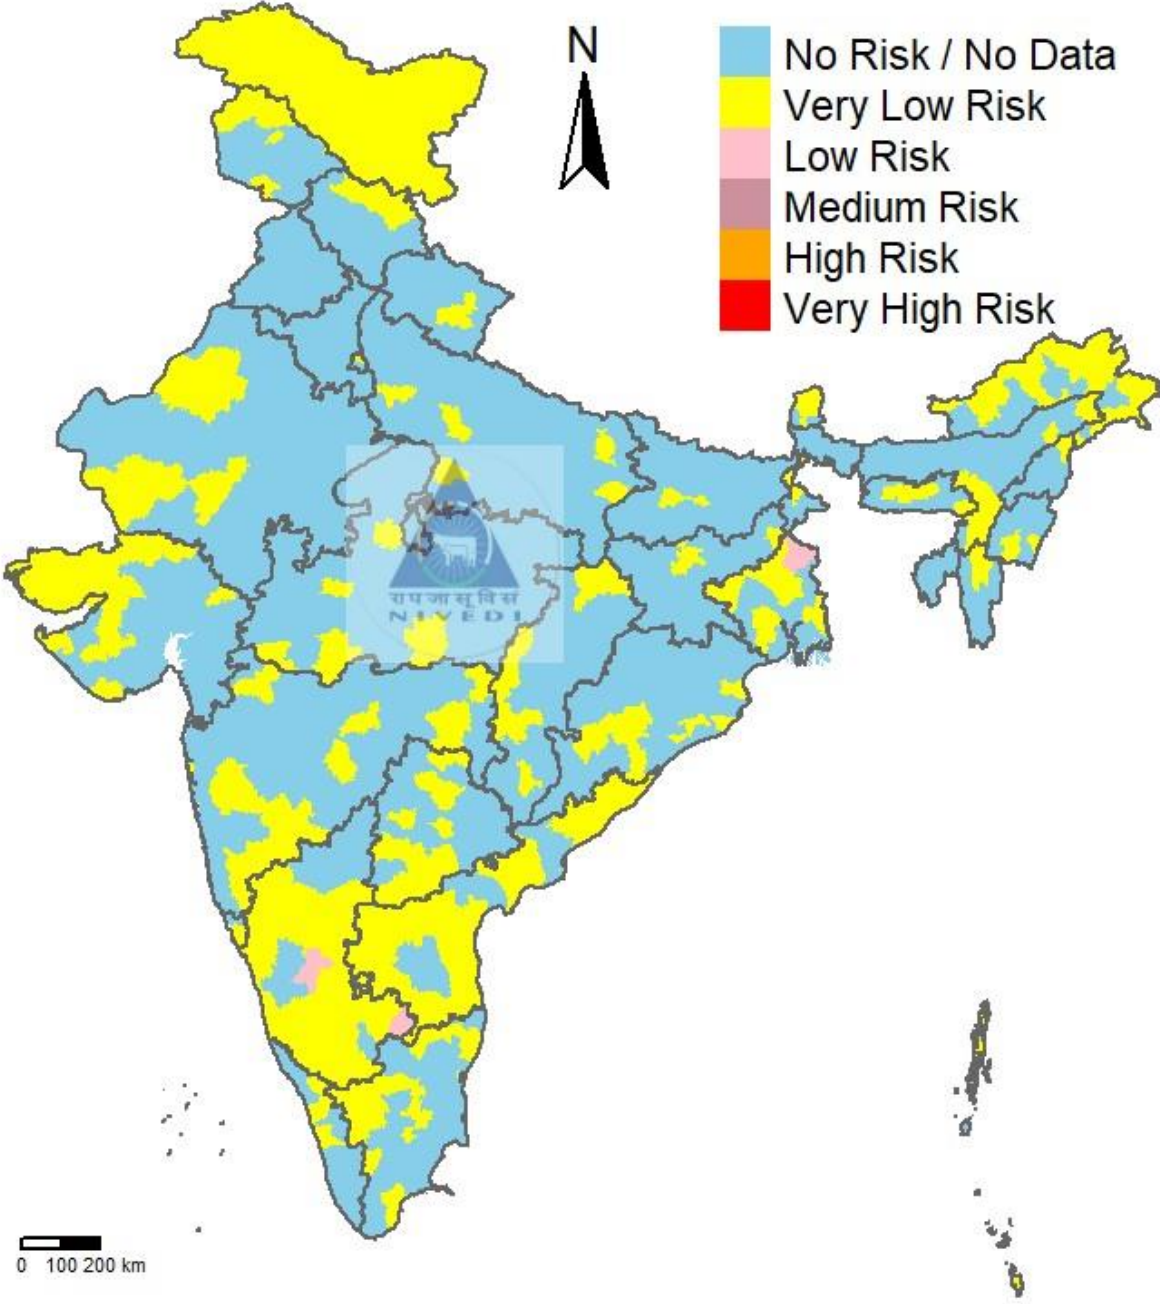 N
No Risk / No Data
Very Low Risk
Low Risk
Medium Risk
High Risk
Very High Risk
रापजासूविसं
NIVEDI
0 100 200 km